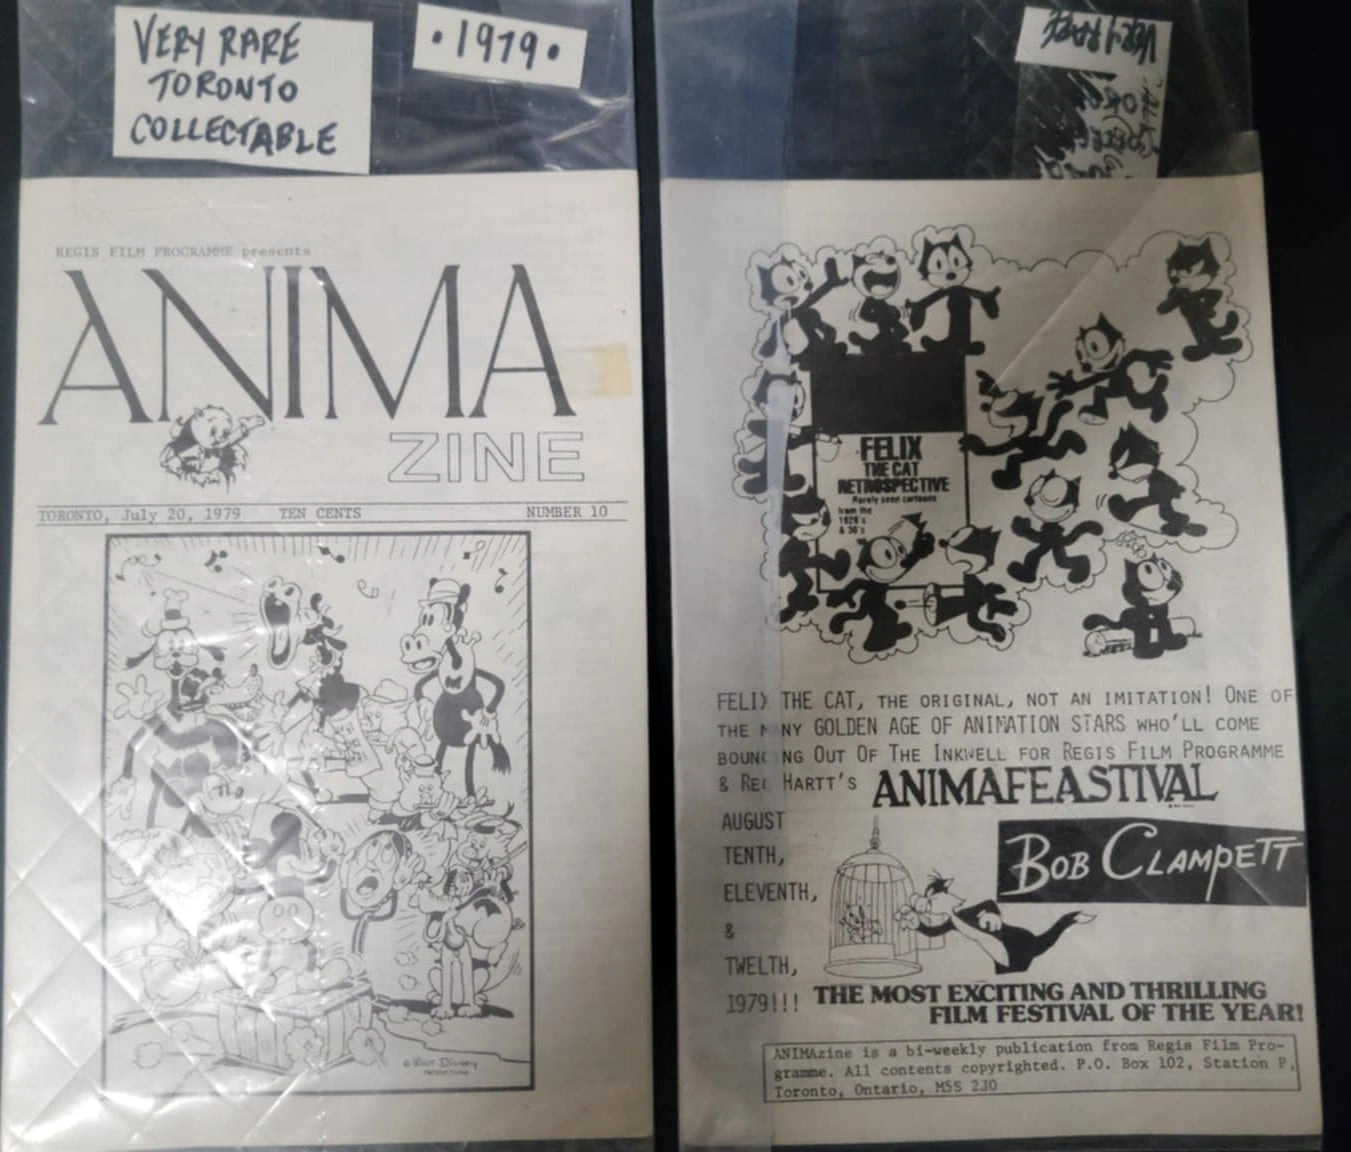 VERY RARE
TORONTO
COLLECTABLE
•1979•
REGIS FILM PROGRAMME presents
ANIMA
ZINE
TORONTO, July 20, 1979 TEN CENTS NUMBER 10
© Walt Disney
PRODUCTIONS
VERY RARE
FELIX
THE CAT
RETROSPECTIVE
Rarely seen cartoons
from the
1920's
& 30's
FELIX THE CAT, THE ORIGINAL, NOT AN IMITATION! ONE OF
THE MANY GOLDEN AGE OF ANIMATION STARS WHO'LL COME
BOUNCING OUT OF THE INKWELL FOR REGIS FILM PROGRAMME
& REG HARTT'S ANIMAFEASTIVAL
AUGUST
TENTH,
ELEVENTH,
&
TWELTH,
1979!!!
BOB CLAMPETT
THE MOST EXCITING AND THRILLING
FILM FESTIVAL OF THE YEAR!
ANIMAzine is a bi-weekly publication from Regis Film Pro-
gramme. All contents copyrighted. P.O. Box 102, Station F,
Toronto, Ontario, M5S 2J0